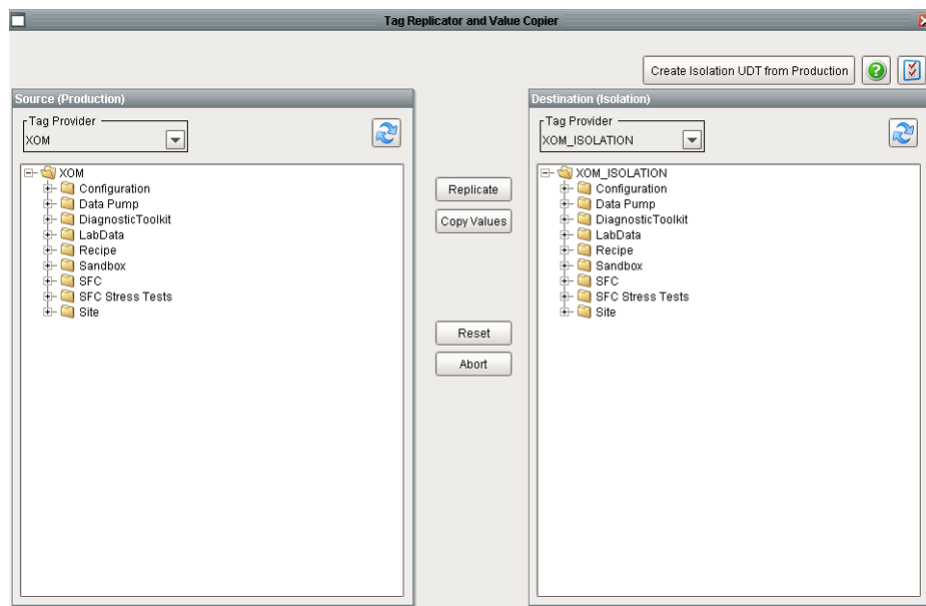 Tag Replicator and Value Copier
Create Isolation UDT from Production
Source (Production)
Tag Provider
XOM
XOM
Configuration
Data Pump
DiagnosticToolkit
LabData
Recipe
Sandbox
SFC
SFC Stress Tests
Site
Replicate
Copy Values
Reset
Abort
Destination (Isolation)
Tag Provider
XOM_ISOLATION
XOM_ISOLATION
Configuration
Data Pump
DiagnosticToolkit
LabData
Recipe
Sandbox
SFC
SFC Stress Tests
Site